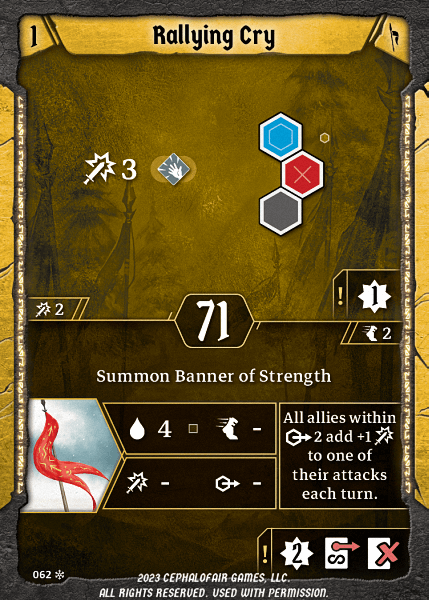 1 Rallying Cry
3
! 1
2
71
2
Summon Banner of Strength
4 -
- -
All allies within
2 add +1
to one of
their attacks
each turn.
! 2 S
062
2023 CEPHALOFAIR GAMES, LLC.
ALL RIGHTS RESERVED. USED WITH PERMISSION.